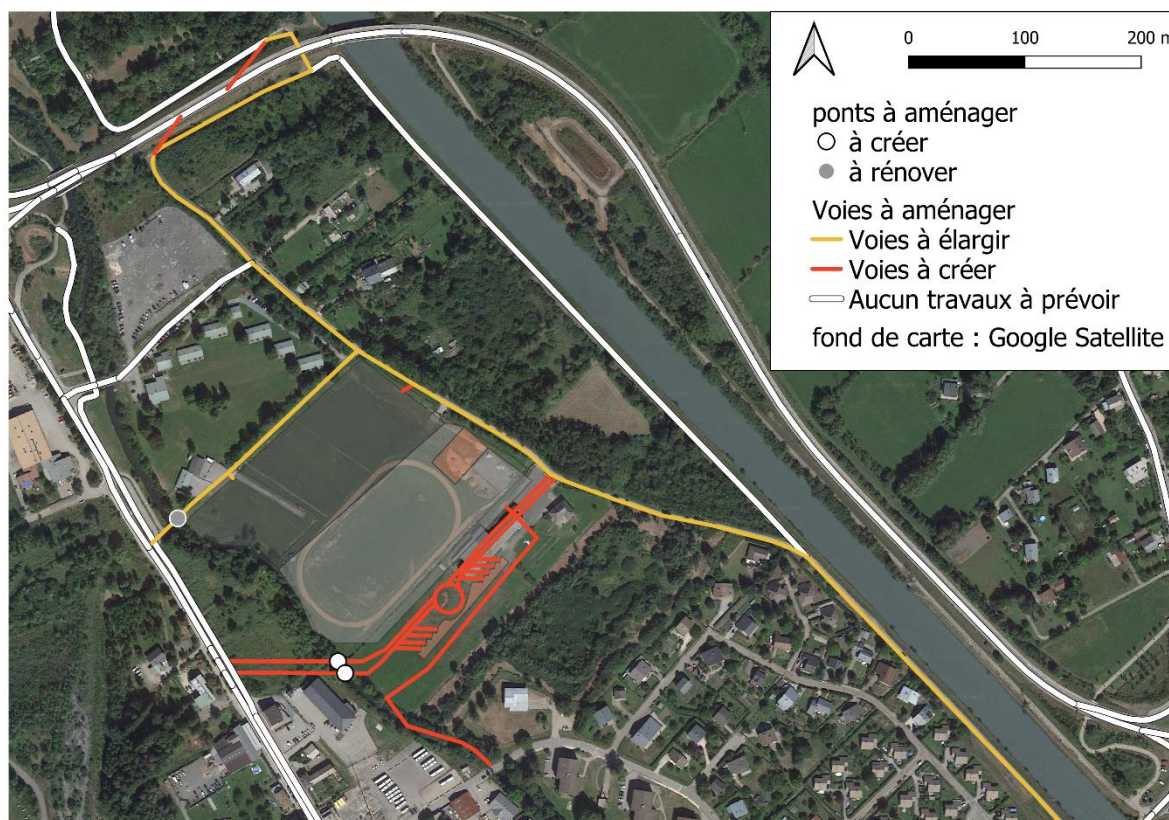 0 100 200 m
ponts à aménager
à créer
à rénover
Voies à aménager
Voies à élargir
Voies à créer
Aucun travaux à prévoir
fond de carte : Google Satellite